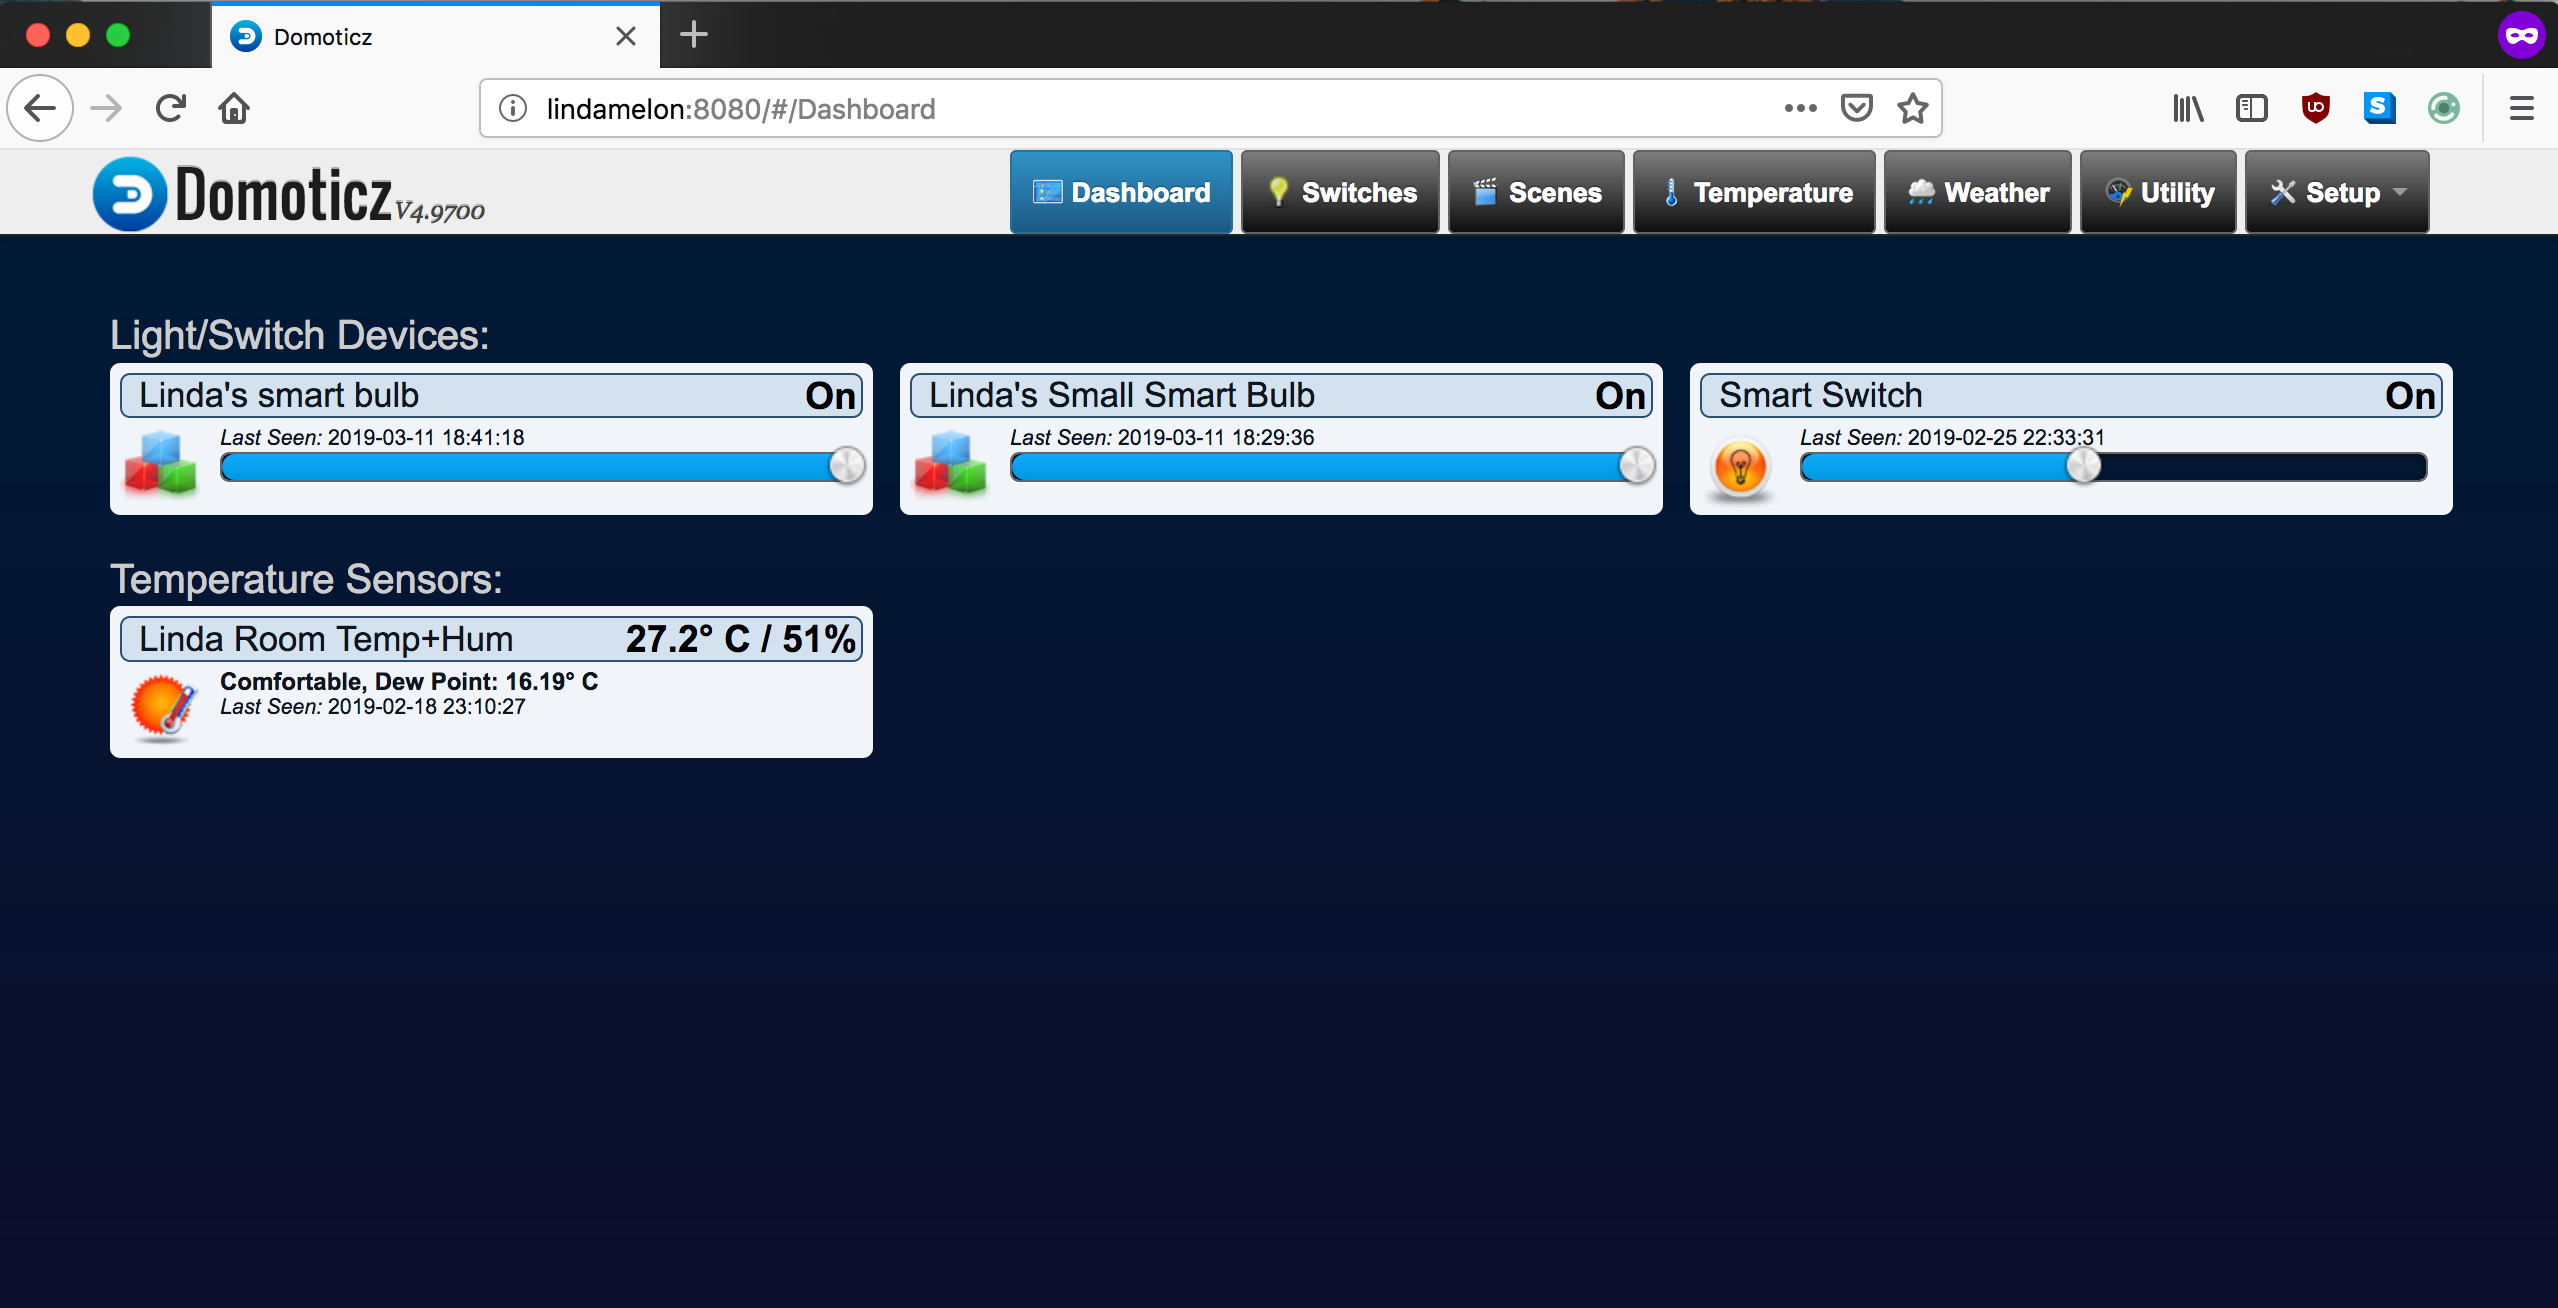 Domoticz
lindamelon:8080/#/Dashboard
Domoticz V4.9700
Dashboard Switches Scenes Temperature Weather Utility Setup
Light/Switch Devices:
Linda's smart bulb On
Last Seen: 2019-03-11 18:41:18
Linda's Small Smart Bulb On
Last Seen: 2019-03-11 18:29:36
Smart Switch On
Last Seen: 2019-02-25 22:33:31
Temperature Sensors:
Linda Room Temp+Hum 27.2° C / 51%
Comfortable, Dew Point: 16.19° C
Last Seen: 2019-02-18 23:10:27